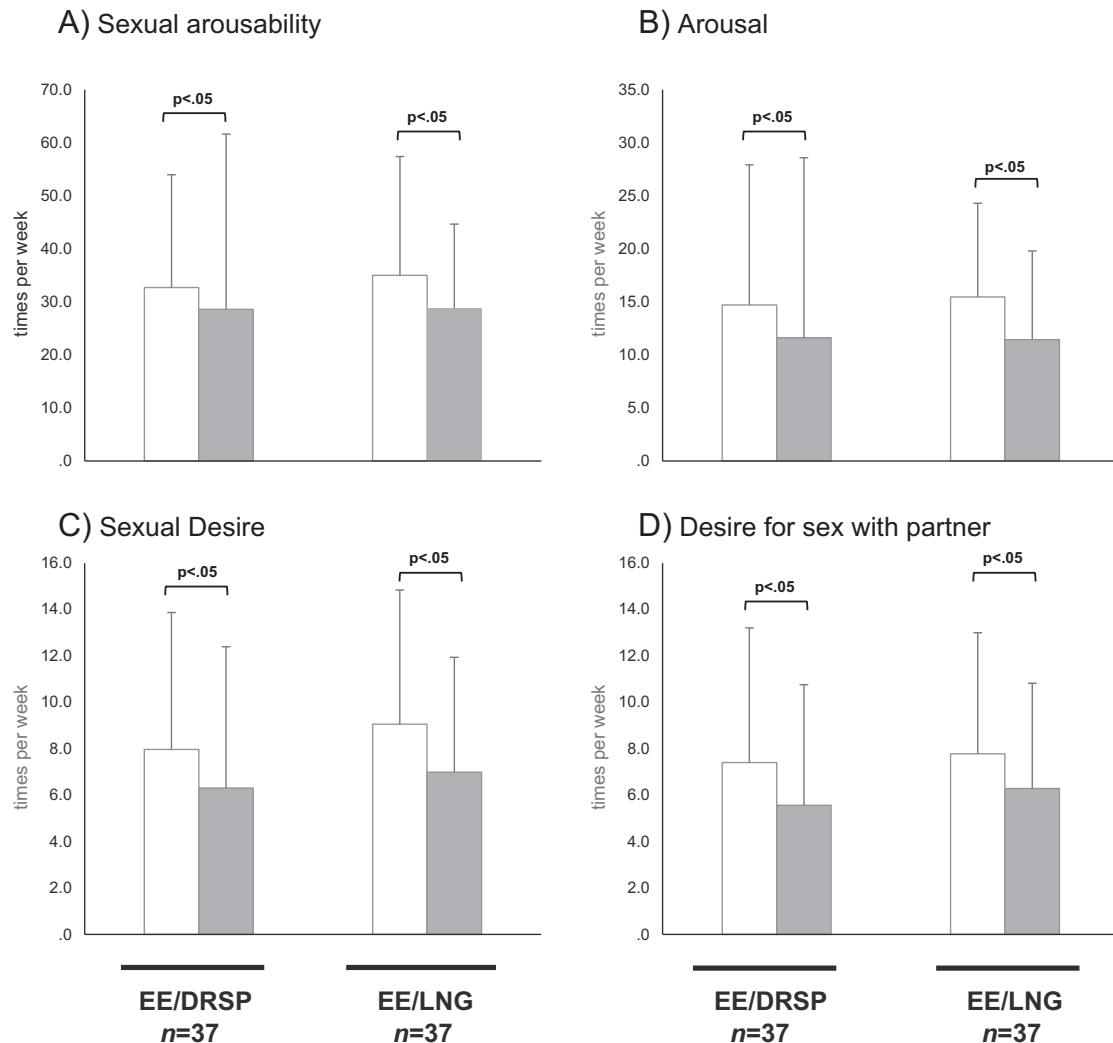 A) Sexual arousability
B) Arousal
70.0
60.0
50.0
40.0
30.0
20.0
10.0
.0
times per week
p<.05
p<.05
35.0
30.0
25.0
20.0
15.0
10.0
5.0
.0
times per week
p<.05
p<.05
C) Sexual Desire
D) Desire for sex with partner
16.0
14.0
12.0
10.0
8.0
6.0
4.0
2.0
.0
times per week
p<.05
p<.05
16.0
14.0
12.0
10.0
8.0
6.0
4.0
2.0
.0
times per week
p<.05
p<.05
EE/DRSP
n=37
EE/LNG
n=37
EE/DRSP
n=37
EE/LNG
n=37